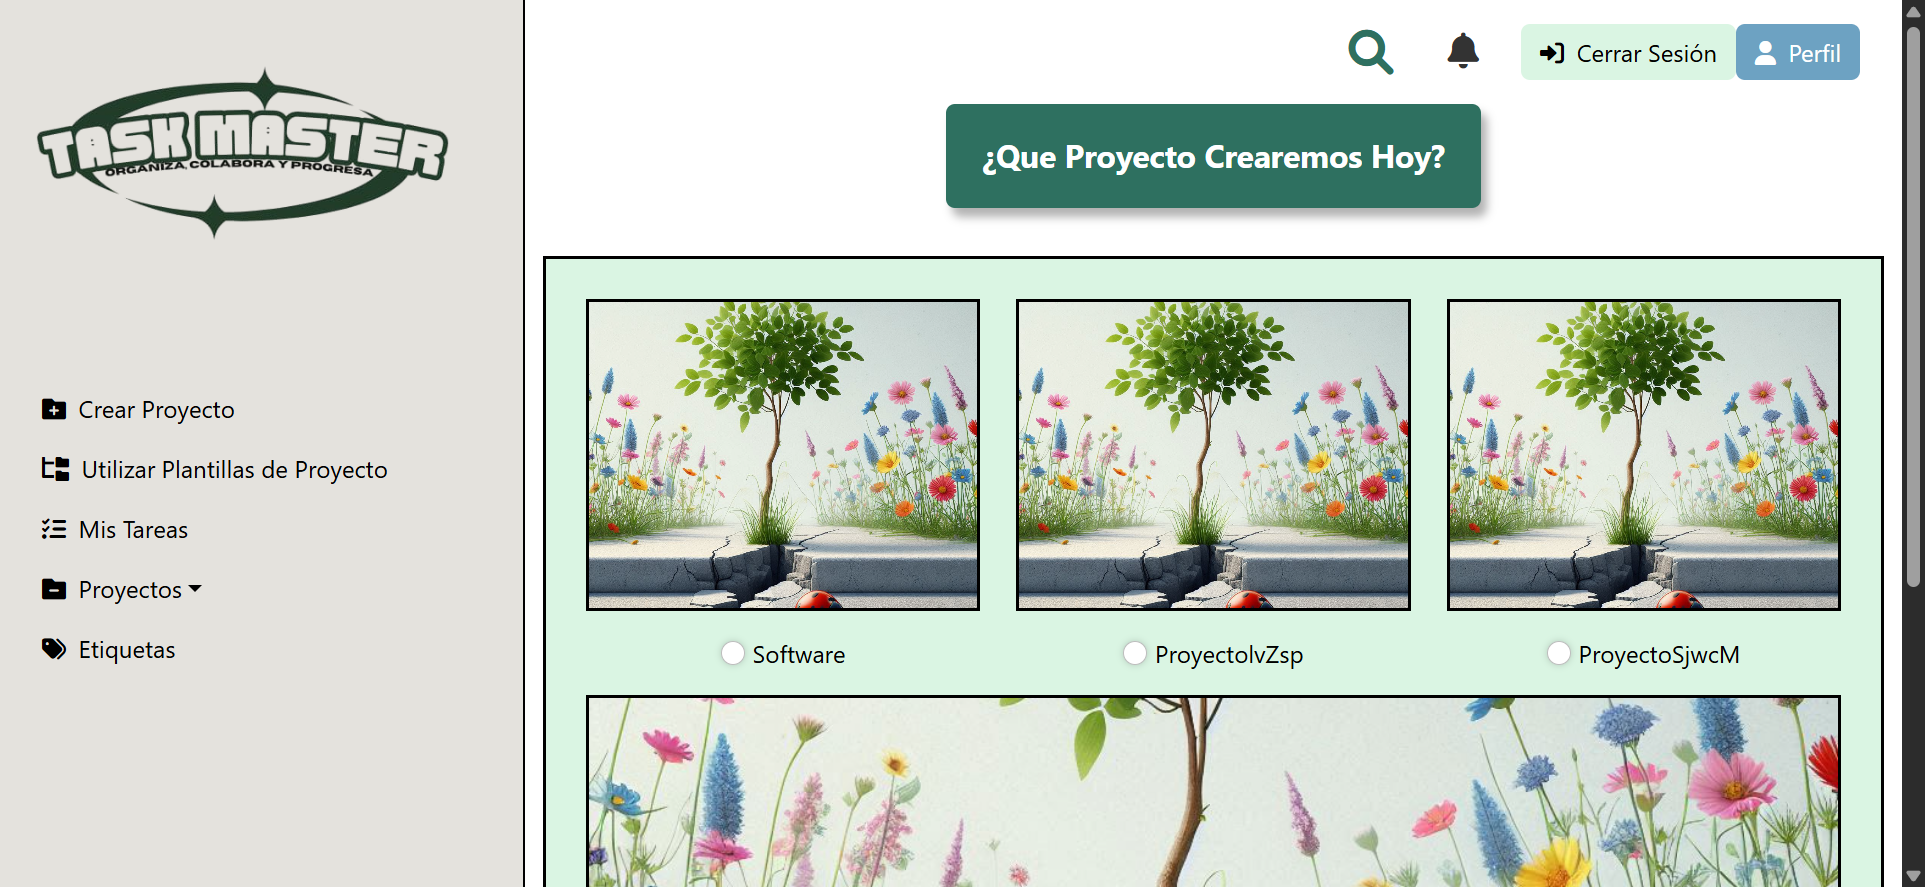 TASK MASTER
ORGANIZA, COLABORA Y PROGRESA
Crear Proyecto
Utilizar Plantillas de Proyecto
Mis Tareas
Proyectos
Etiquetas
Cerrar Sesión
Perfil
¿Que Proyecto Crearemos Hoy?
Software
ProyectolvZsp
ProyectoSjwcM